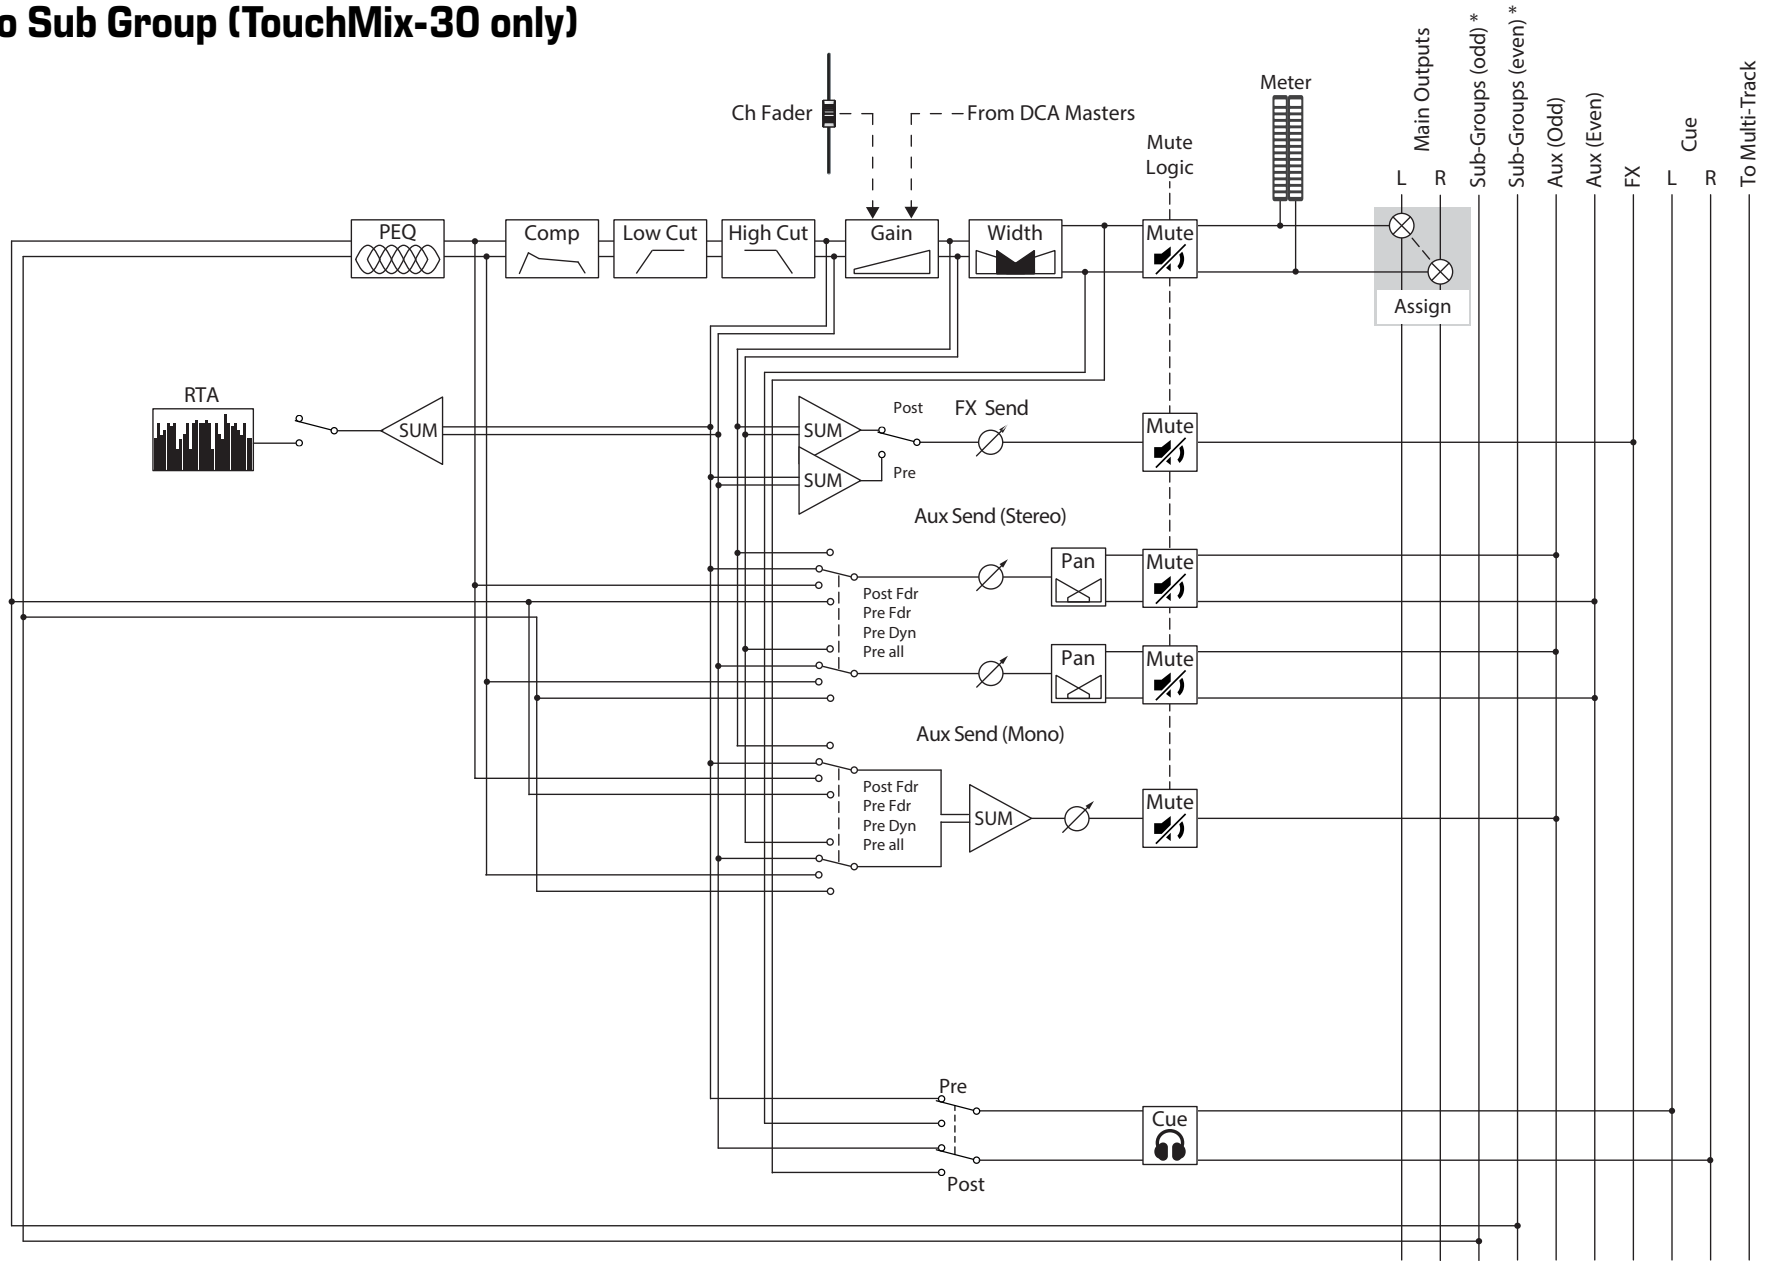 o Sub Group (TouchMix-30 only)
Ch Fader
From DCA Masters
Meter
Mute
Logic
Main Outputs
L
R
Sub-Groups (odd) *
Sub-Groups (even) *
Aux (Odd)
Aux (Even)
FX
Cue
L
R
To Multi-Track
PEQ
Comp
Low Cut
High Cut
Gain
Width
Mute
Assign
RTA
SUM
SUM
SUM
Post
Pre
FX Send
Mute
Aux Send (Stereo)
Post Fdr
Pre Fdr
Pre Dyn
Pre all
Pan
Mute
Pan
Mute
Aux Send (Mono)
Post Fdr
Pre Fdr
Pre Dyn
Pre all
SUM
Mute
Pre
Cue
Post